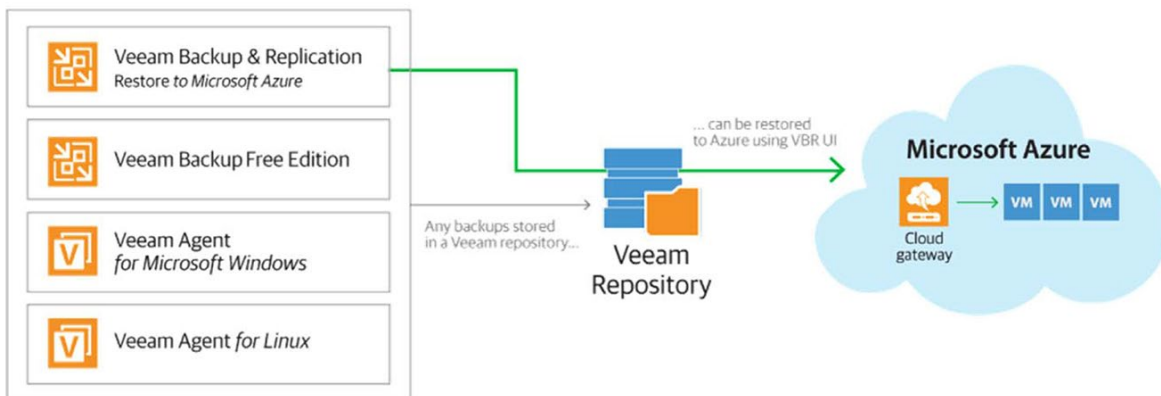 Veeam Backup & Replication
Restore to Microsoft Azure
Veeam Backup Free Edition
V
Veeam Agent
for Microsoft Windows
V
Veeam Agent for Linux
Any backups stored
in a Veeam repository...
Veeam
Repository
... can be restored
to Azure using VBR UI
Microsoft Azure
Cloud
gateway
VM VM VM